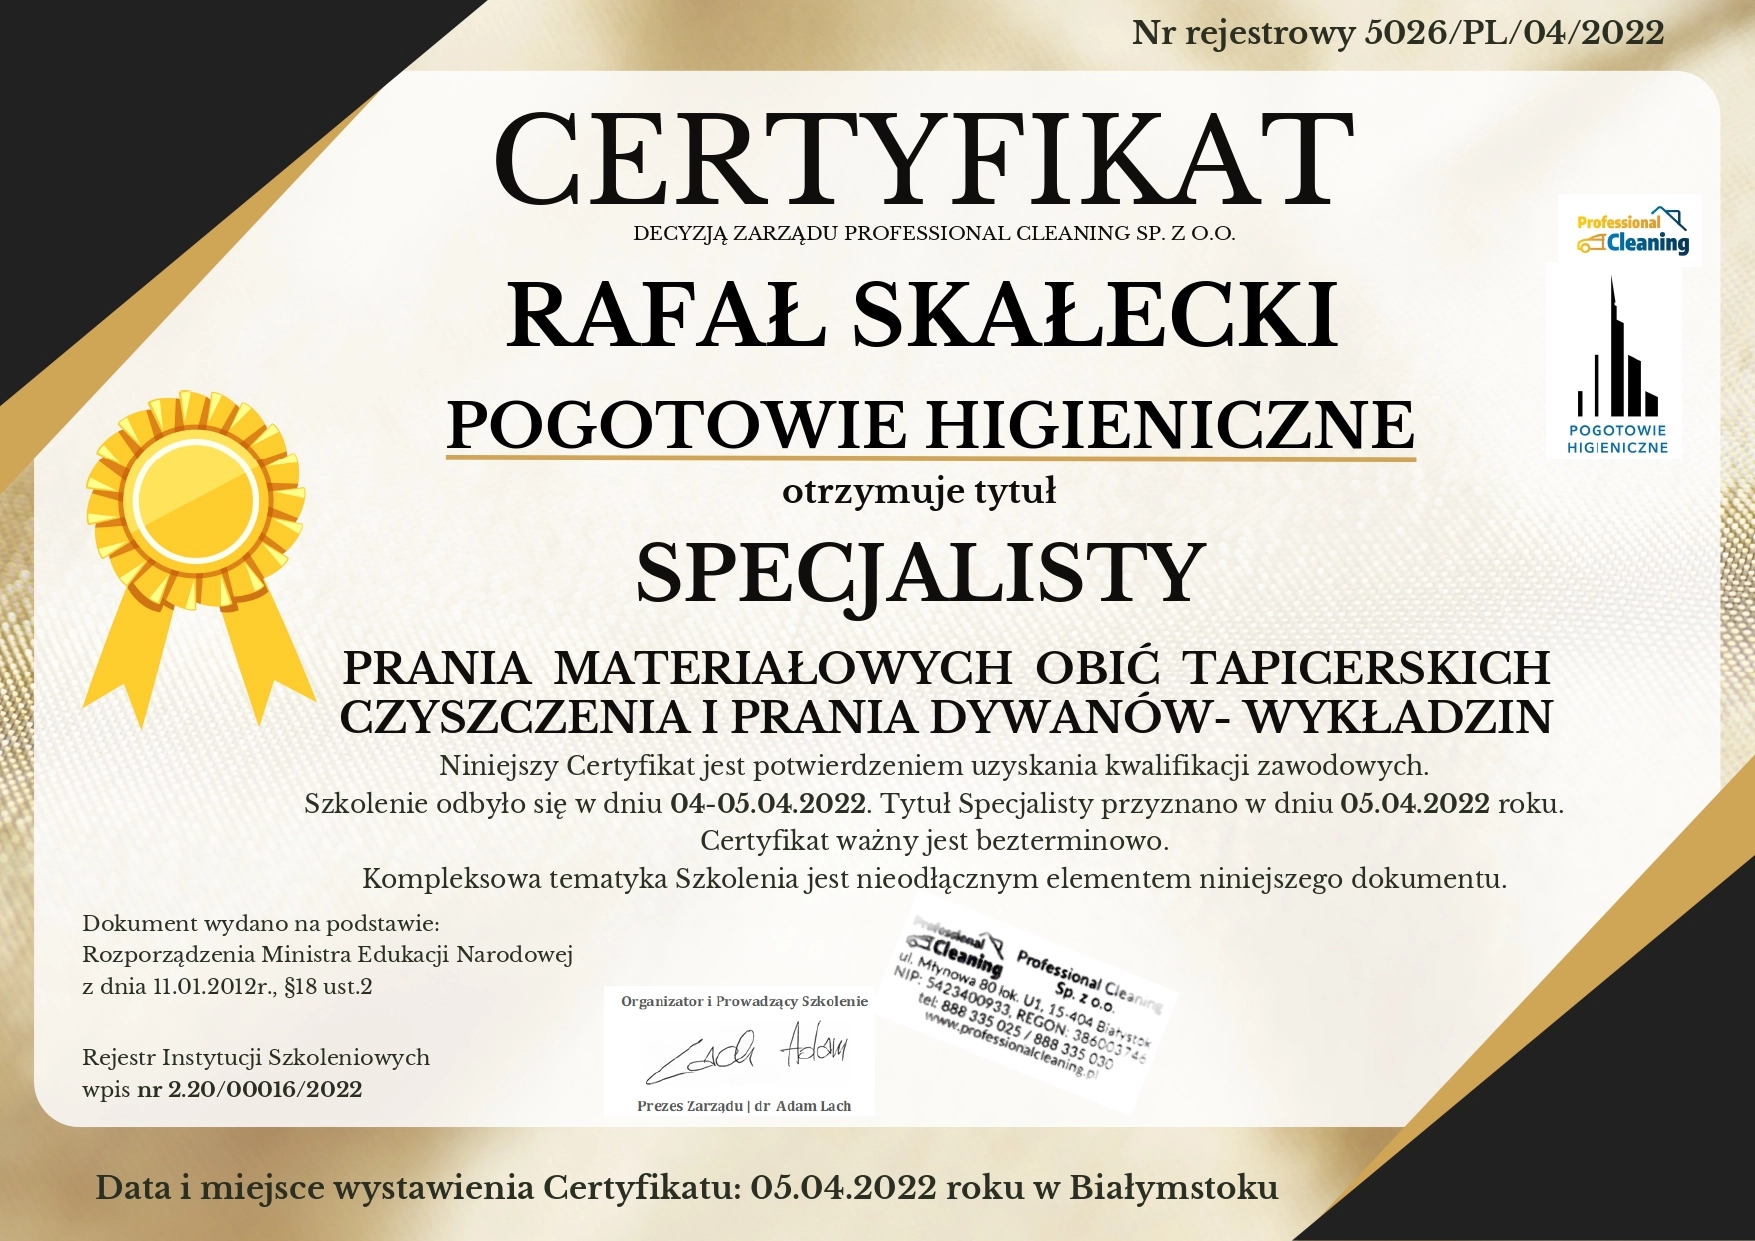 Nr rejestrowy 5026/PL/04/2022
CERTYFIKAT
DECYZJĄ ZARZĄDU PROFESSIONAL CLEANING SP. Z O.O.
Professional
Cleaning
RAFAŁ SKAŁECKI
POGOTOWIE HIGIENICZNE
POGOTOWIE
HIGIENICZNE
otrzymuje tytuł
SPECJALISTY
PRANIA MATERIAŁOWYCH OBIĆ TAPICERSKICH
CZYSZCZENIA I PRANIA DYWANÓW- WYKŁADZIN
Niniejszy Certyfikat jest potwierdzeniem uzyskania kwalifikacji zawodowych.
Szkolenie odbyło się w dniu 04-05.04.2022. Tytuł Specjalisty przyznano w dniu 05.04.2022 roku.
Certyfikat ważny jest bezterminowo.
Kompleksowa tematyka Szkolenia jest nieodłącznym elementem niniejszego dokumentu.
Dokument wydano na podstawie:
Rozporządzenia Ministra Edukacji Narodowej
z dnia 11.01.2012r., §18 ust.2
Rejestr Instytucji Szkoleniowych
wpis nr 2.20/00016/2022
Organizator i Prowadzący Szkolenie
Lach Adam
Prezes Zarządu | dr Adam Lach
Professional
Cleaning
Professional Cleaning
Sp. z o.o.
ul. Młynowa 80 lok. U1, 15-404 Białystok
NIP: 5423400933, REGON: 386003746
tel: 888 335 025 / 888 335 030
www.professionalcleaning.pl
Data i miejsce wystawienia Certyfikatu: 05.04.2022 roku w Białymstoku